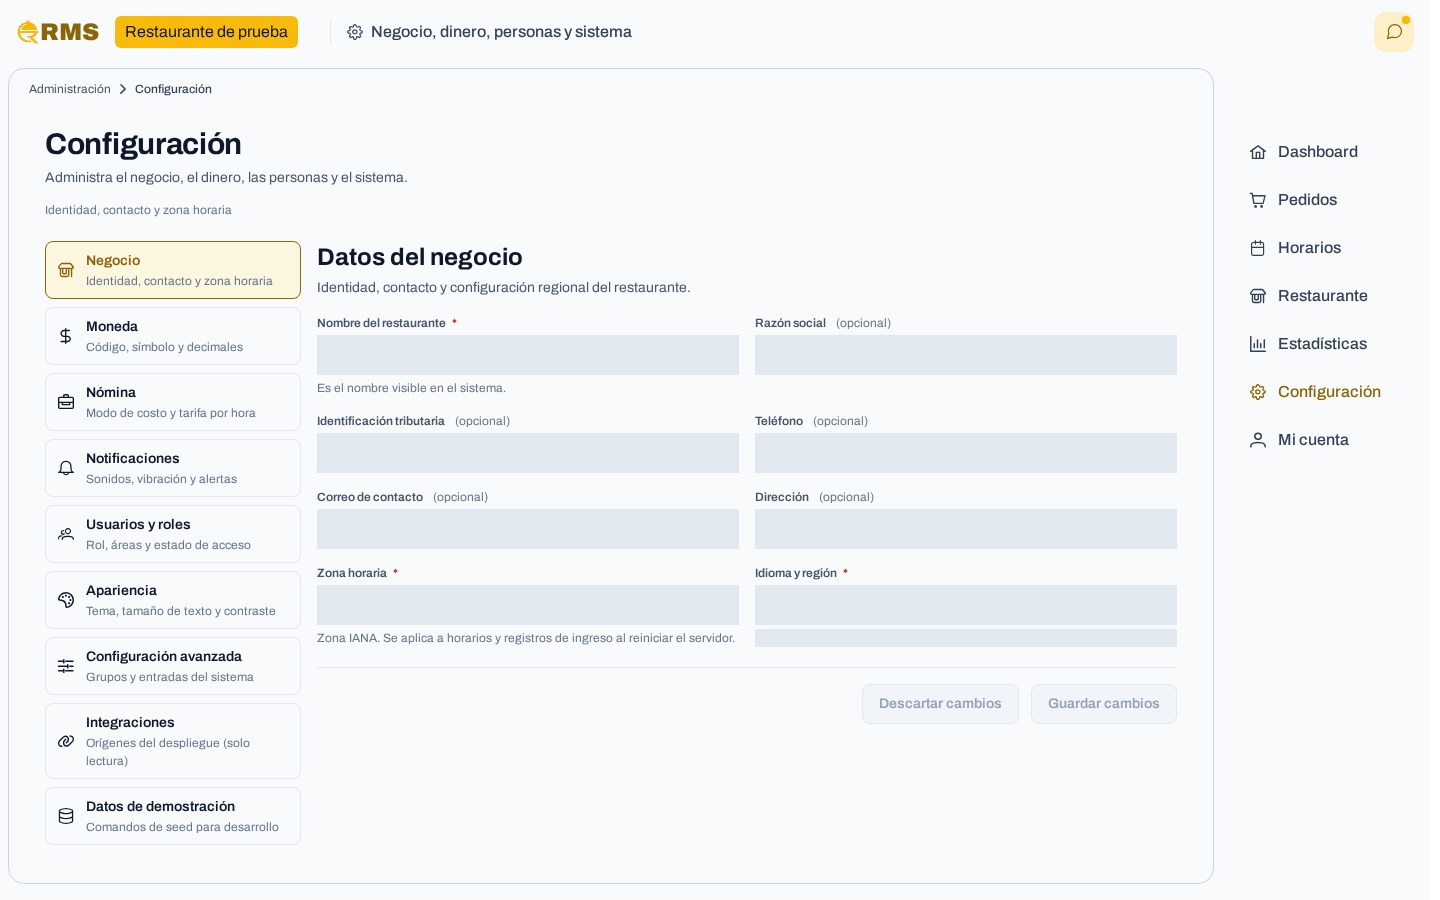 RMS
Restaurante de prueba
Negocio, dinero, personas y sistema
Administración
Configuración
Configuración
Administra el negocio, el dinero, las personas y el sistema.
Identidad, contacto y zona horaria
Negocio
Identidad, contacto y zona horaria
Moneda
Código, símbolo y decimales
Nómina
Modo de costo y tarifa por hora
Notificaciones
Sonidos, vibración y alertas
Usuarios y roles
Rol, áreas y estado de acceso
Apariencia
Tema, tamaño de texto y contraste
Configuración avanzada
Grupos y entradas del sistema
Integraciones
Orígenes del despliegue (solo
lectura)
Datos de demostración
Comandos de seed para desarrollo
Datos del negocio
Identidad, contacto y configuración regional del restaurante.
Nombre del restaurante *
Razón social (opcional)
Es el nombre visible en el sistema.
Identificación tributaria (opcional)
Teléfono (opcional)
Correo de contacto (opcional)
Dirección (opcional)
Zona horaria *
Idioma y región *
Zona IANA. Se aplica a horarios y registros de ingreso al reiniciar el servidor.
Descartar cambios
Guardar cambios
Dashboard
Pedidos
Horarios
Restaurante
Estadísticas
Configuración
Mi cuenta